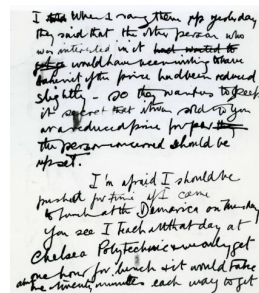 I When I rang them up yesterday
they said that the other person who
was interested in it had wanted to
would have been willing to have
taken it if the price had been reduced
slightly – so they want us to keep
it secret that it was sold to you
at a reduced price for
the person concerned should be
upset.
I'm afraid I should be
pushed for time if I came
to lunch at the on Tuesday
You see I teach all that day at
Chelsea Polytechnic & we only get
one hour for lunch & it would take
me twenty minutes each way to get